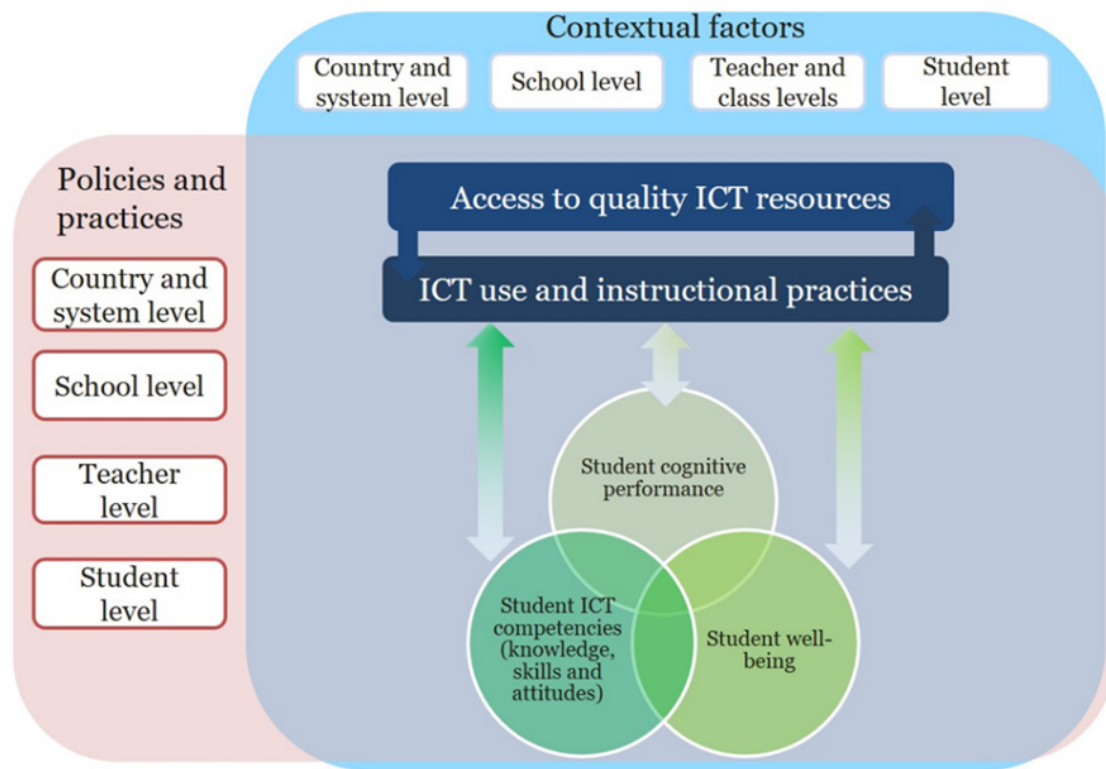 Contextual factors
Country and
system level
School level
Teacher and
class levels
Student
level
Policies and
practices
Country and
system level
School level
Teacher
level
Student
level
Access to quality ICT resources
ICT use and instructional practices
Student cognitive
performance
Student ICT
competencies
(knowledge,
skills and
attitudes)
Student well-
being